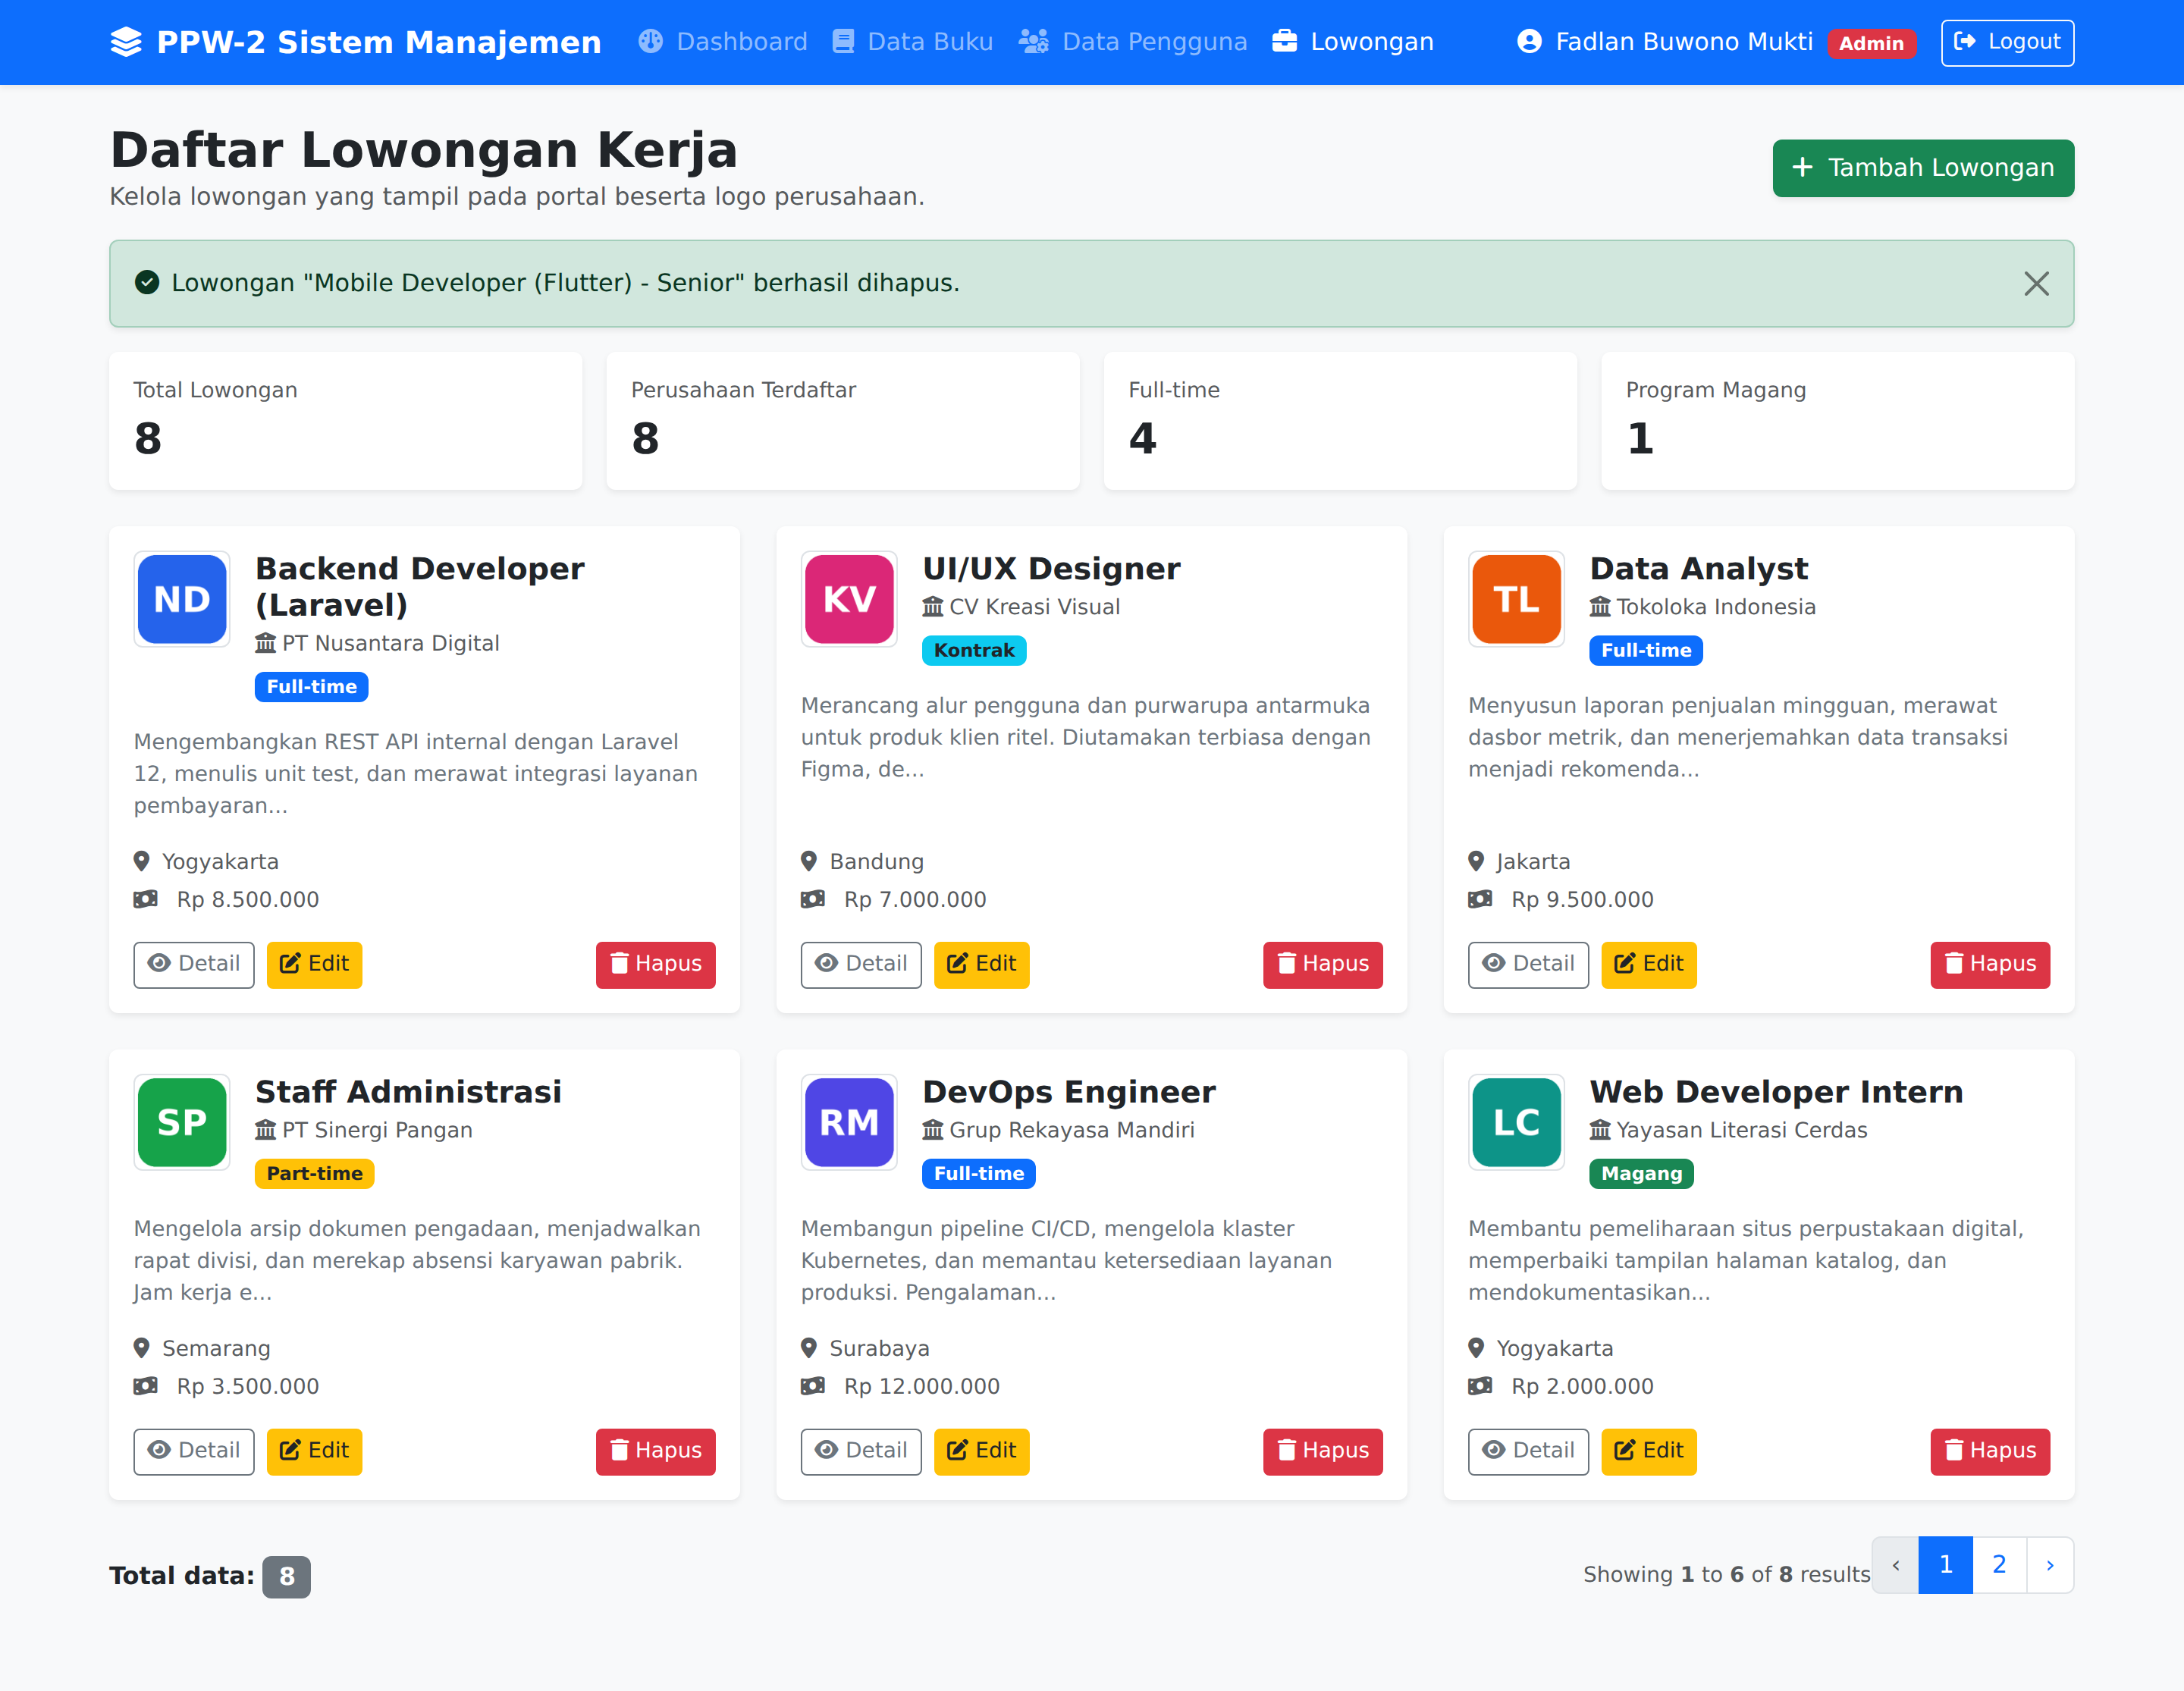 PPW-2 Sistem Manajemen Dashboard Data Buku Data Pengguna Lowongan Fadlan Buwono Mukti Admin Logout
Daftar Lowongan Kerja
Kelola lowongan yang tampil pada portal beserta logo perusahaan.
+ Tambah Lowongan
Lowongan "Mobile Developer (Flutter) - Senior" berhasil dihapus.
Total Lowongan
8
Perusahaan Terdaftar
8
Full-time
4
Program Magang
1
ND
Backend Developer
(Laravel)
PT Nusantara Digital
Full-time
Mengembangkan REST API internal dengan Laravel
12, menulis unit test, dan merawat integrasi layanan
pembayaran...
Yogyakarta
Rp 8.500.000
Detail Edit Hapus
KV
UI/UX Designer
CV Kreasi Visual
Kontrak
Merancang alur pengguna dan purwarupa antarmuka
untuk produk klien ritel. Diutamakan terbiasa dengan
Figma, de...
Bandung
Rp 7.000.000
Detail Edit Hapus
TL
Data Analyst
Tokoloka Indonesia
Full-time
Menyusun laporan penjualan mingguan, merawat
dasbor metrik, dan menerjemahkan data transaksi
menjadi rekomenda...
Jakarta
Rp 9.500.000
Detail Edit Hapus
SP
Staff Administrasi
PT Sinergi Pangan
Part-time
Mengelola arsip dokumen pengadaan, menjadwalkan
rapat divisi, dan merekap absensi karyawan pabrik.
Jam kerja e...
Semarang
Rp 3.500.000
Detail Edit Hapus
RM
DevOps Engineer
Grup Rekayasa Mandiri
Full-time
Membangun pipeline CI/CD, mengelola klaster
Kubernetes, dan memantau ketersediaan layanan
produksi. Pengalaman...
Surabaya
Rp 12.000.000
Detail Edit Hapus
LC
Web Developer Intern
Yayasan Literasi Cerdas
Magang
Membantu pemeliharaan situs perpustakaan digital,
memperbaiki tampilan halaman katalog, dan
mendokumentasikan...
Yogyakarta
Rp 2.000.000
Detail Edit Hapus
Total data: 8
Showing 1 to 6 of 8 results ‹ 1 2 ›